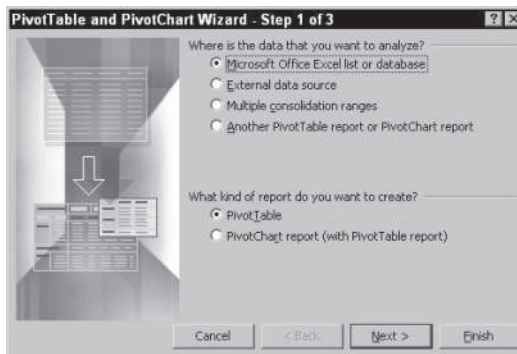 PivotTable and PivotChart Wizard - Step 1 of 3
Where is the data that you want to analyze?
Microsoft Office Excel list or database
External data source
Multiple consolidation ranges
Another PivotTable report or PivotChart report
What kind of report do you want to create?
PivotTable
PivotChart report (with PivotTable report)
Cancel
< Back
Next >
Finish